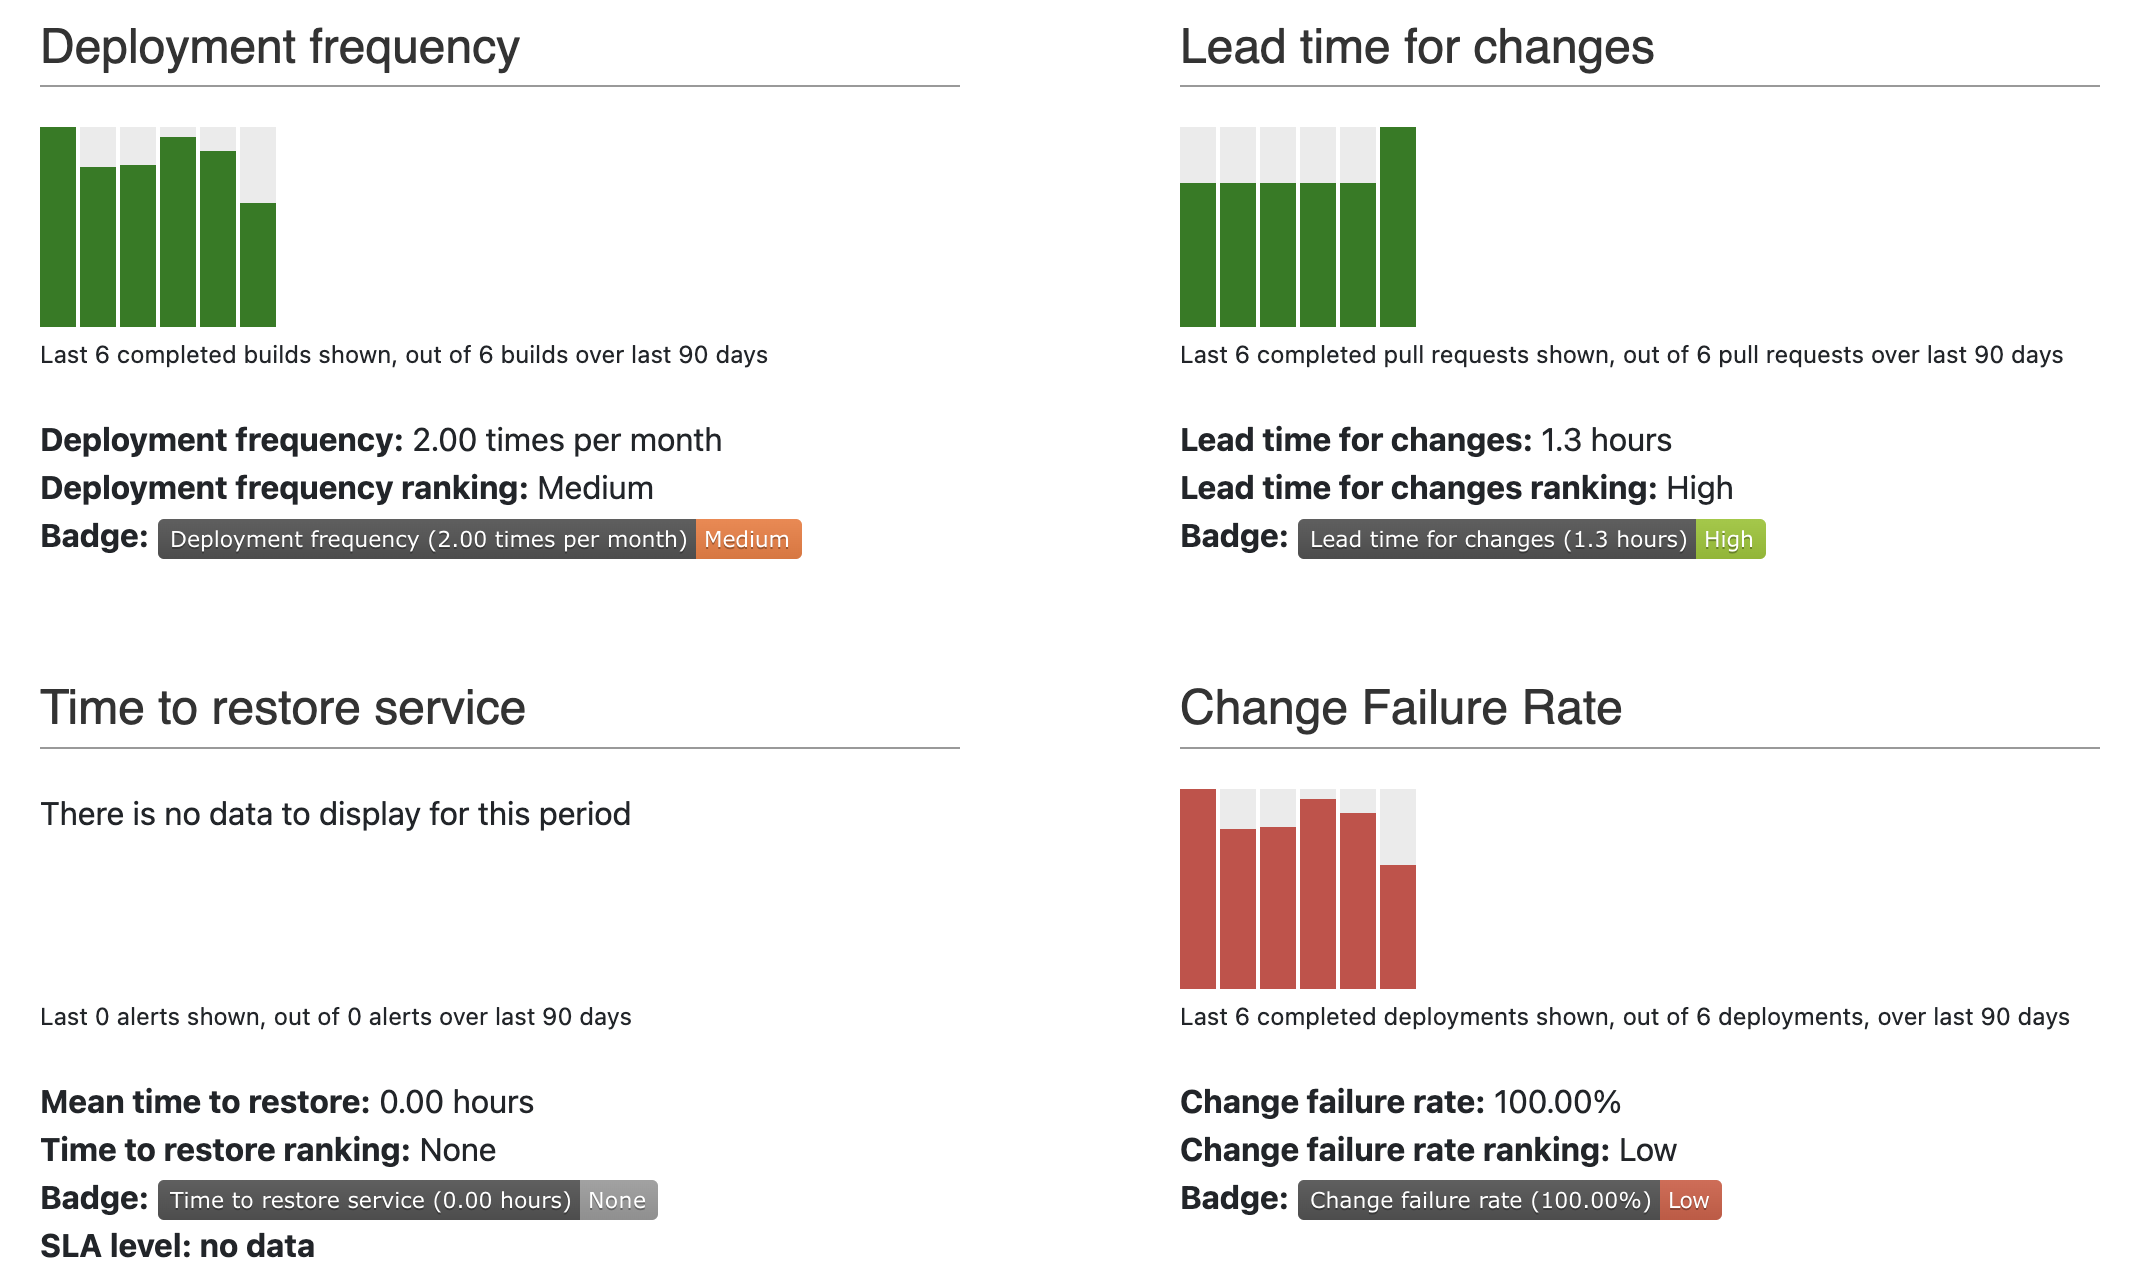 Deployment frequency
Last 6 completed builds shown, out of 6 builds over last 90 days
Deployment frequency: 2.00 times per month
Deployment frequency ranking: Medium
Badge: Deployment frequency (2.00 times per month) Medium
Lead time for changes
Last 6 completed pull requests shown, out of 6 pull requests over last 90 days
Lead time for changes: 1.3 hours
Lead time for changes ranking: High
Badge: Lead time for changes (1.3 hours) High
Time to restore service
There is no data to display for this period
Last 0 alerts shown, out of 0 alerts over last 90 days
Mean time to restore: 0.00 hours
Time to restore ranking: None
Badge: Time to restore service (0.00 hours) None
SLA level: no data
Change Failure Rate
Last 6 completed deployments shown, out of 6 deployments, over last 90 days
Change failure rate: 100.00%
Change failure rate ranking: Low
Badge: Change failure rate (100.00%) Low